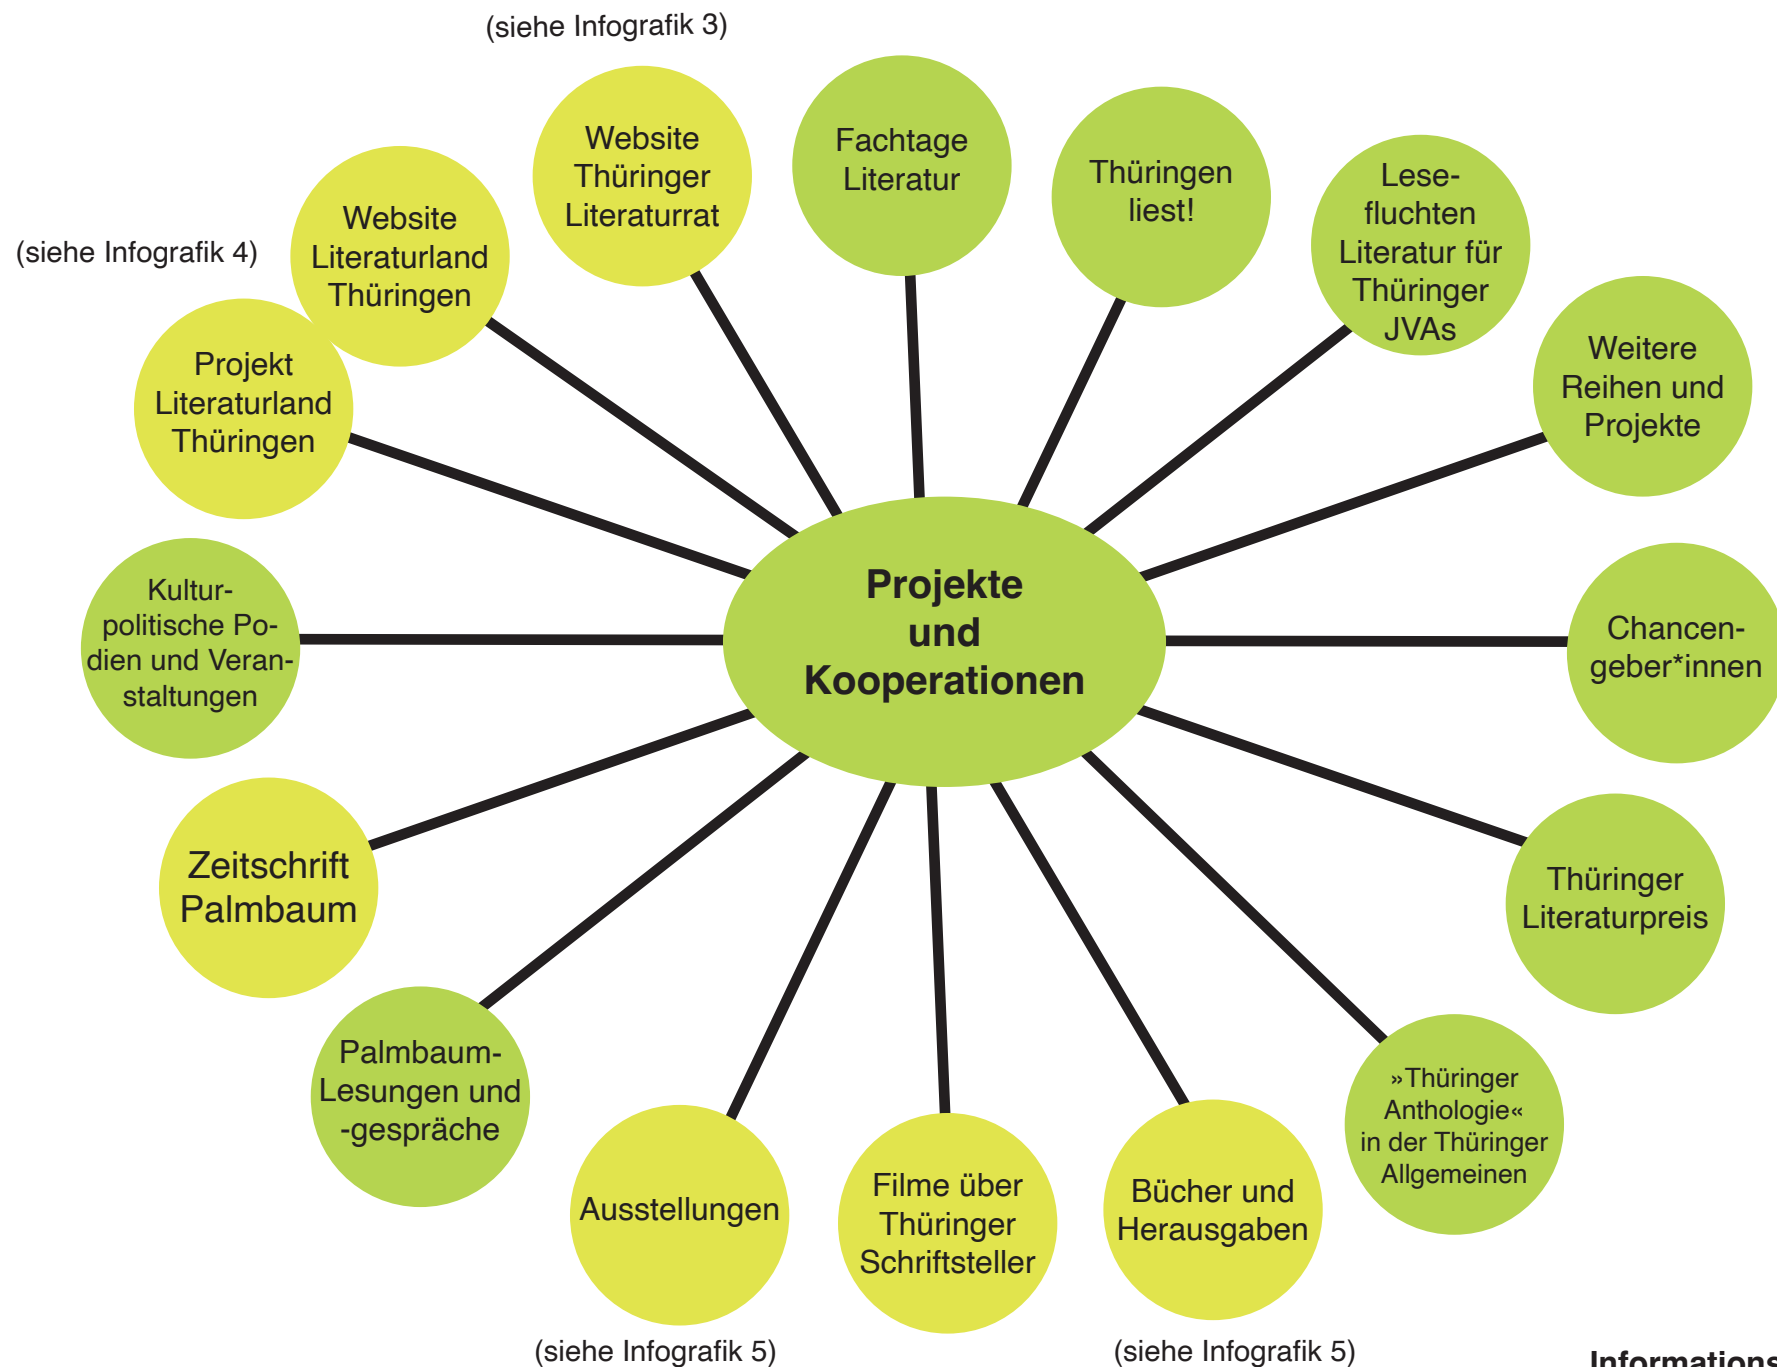 (siehe Infografik 3)
Website
Thüringer
Literaturrat
Fachtage
Literatur
Thüringen
liest!
Lese-
fluchten
Literatur für
Thüringer
JVAs
(siehe Infografik 4)
Website
Literaturland
Thüringen
Projekt
Literaturland
Thüringen
Weitere
Reihen und
Projekte
Kultur-
politische Po-
dien und Veran-
staltungen
Projekte
und
Kooperationen
Chancen-
geber*innen
Zeitschrift
Palmbaum
Thüringer
Literaturpreis
Palmbaum-
Lesungen und
-gespräche
»Thüringer
Anthologie«
in der Thüringer
Allgemeinen
Ausstellungen
Filme über
Thüringer
Schriftsteller
Bücher und
Herausgaben
(siehe Infografik 5)
(siehe Infografik 5)
Informations